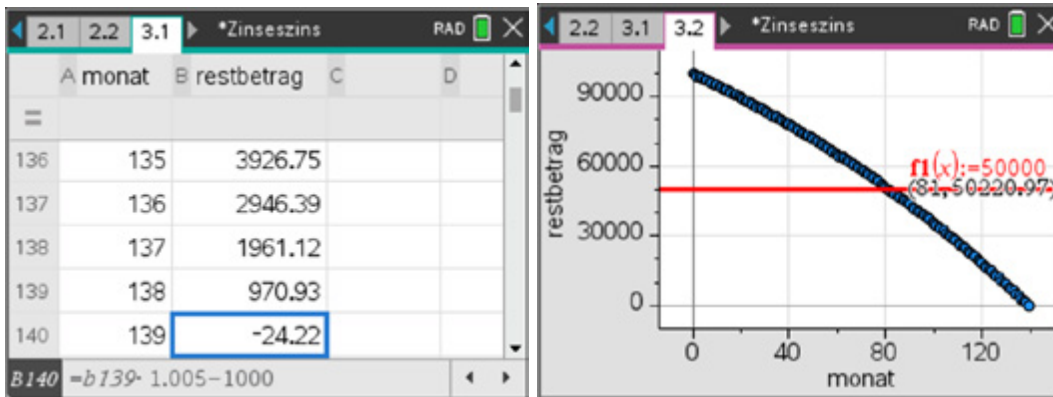 2.1 2.2 3.1 *Zinseszins RAD
A monat B restbetrag C D
=
136 135 3926.75
137 136 2946.39
138 137 1961.12
139 138 970.93
140 139 -24.22
B140 =b139· 1.005-1000
2.2 3.1 3.2 *Zinseszins RAD
90000
60000
30000
0
restbetrag
f1(x):=50000
(81, 50220.97)
0 40 80 120
monat